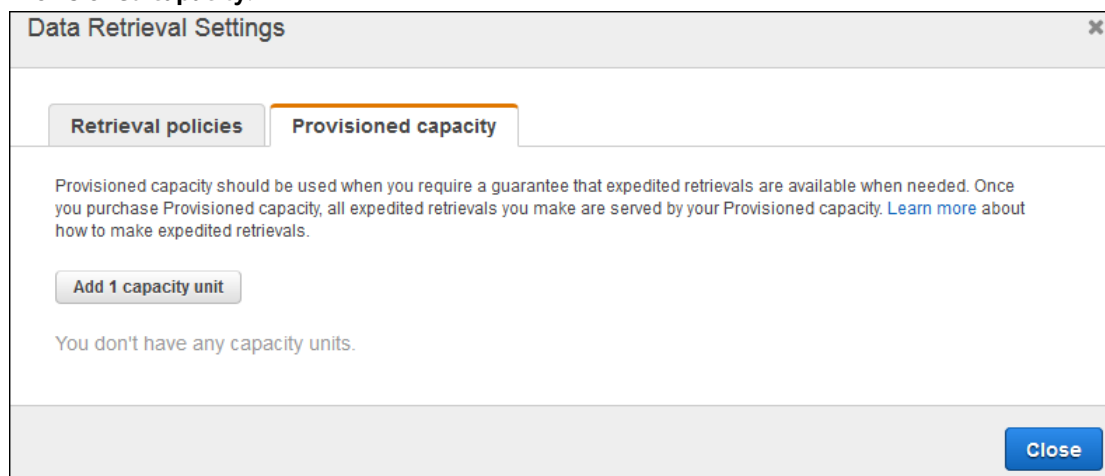 Data Retrieval Settings
Retrieval policies
Provisioned capacity
Provisioned capacity should be used when you require a guarantee that expedited retrievals are available when needed. Once
you purchase Provisioned capacity, all expedited retrievals you make are served by your Provisioned capacity. Learn more about
how to make expedited retrievals.
Add 1 capacity unit
You don't have any capacity units.
Close